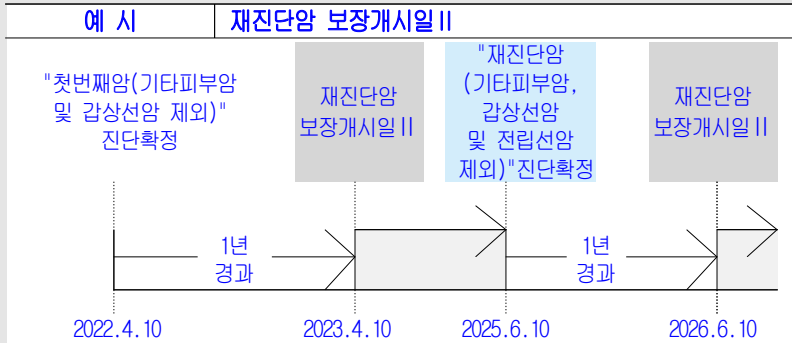 예 시
재진단암 보장개시일Ⅱ
"첫번째암(기타피부암
및 갑상선암 제외)"
진단확정
재진단암
보장개시일Ⅱ
"재진단암
(기타피부암,
갑상선암
및 전립선암
제외)"진단확정
재진단암
보장개시일Ⅱ
1년
경과
1년
경과
2022.4.10
2023.4.10
2025.6.10
2026.6.10